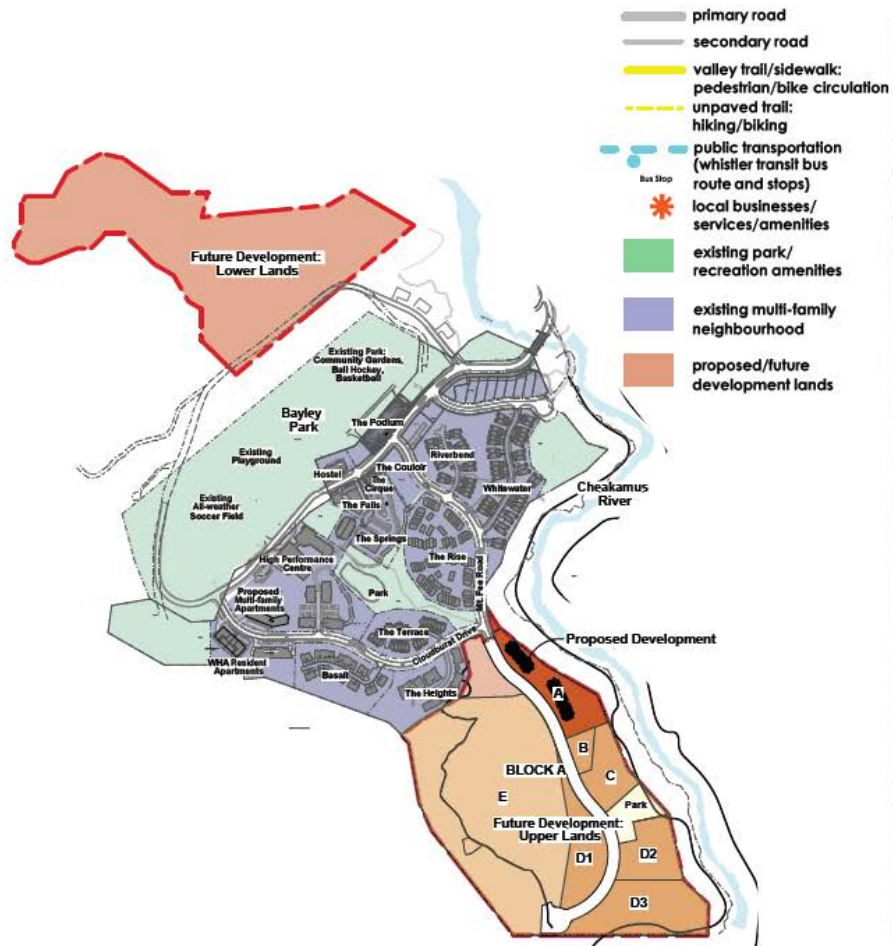 primary road
secondary road
valley trail/sidewalk:
pedestrian/bike circulation
unpaved trail:
hiking/biking
public transportation
(whistler transit bus
route and stops)
Bus Stop
local businesses/
services/amenities
existing park/
recreation amenities
existing multi-family
neighbourhood
proposed/future
development lands
Future Development:
Lower Lands
Existing Park:
Community Gardens,
Ball Hockey,
Basketball
Bayley
Park
The Podium
Existing
Playground
Hostel
The Couloir
Riverbend
The
Cirque
Whitewater
Cheakamus
River
Existing
All-weather
Soccer Field
The Falls
The Springs
High Performance
Centre
The Rise
Mt. Fee Road
Park
Proposed
Multi-family
Apartments
The Terrace
Cloudburst Drive
Proposed Development
WHA Resident
Apartments
Basalt
The Heights
A
B
BLOCK A
C
E
Park
Future Development:
Upper Lands
D1
D2
D3